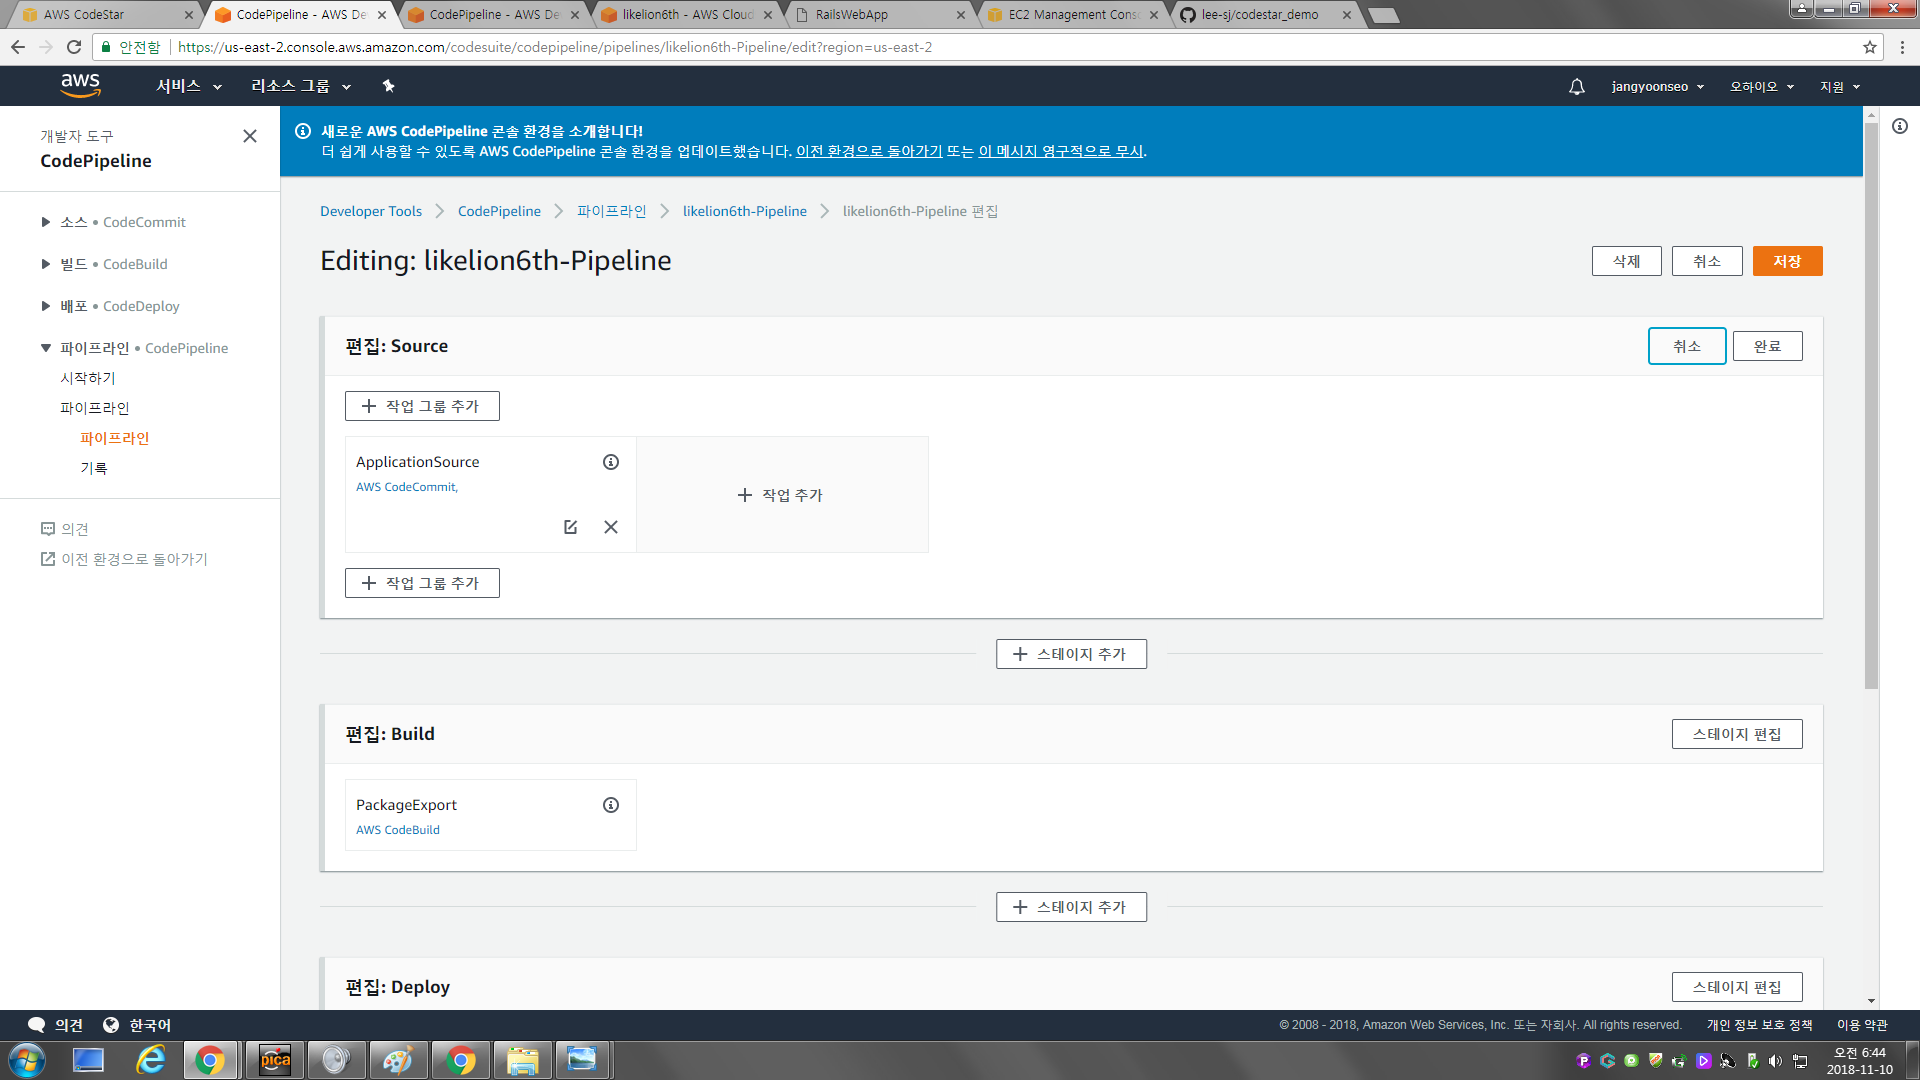 AWS CodeStar
CodePipeline - AWS De
CodePipeline - AWS De
likelion6th - AWS Cloud
RailsWebApp
EC2 Management Cons
lee-sj/codestar_demo
안전함
https://us-east-2.console.aws.amazon.com/codesuite/codepipeline/pipelines/likelion6th-Pipeline/edit?region=us-east-2
aws
서비스
리소스 그룹
jangyoonseo
오하이오
지원
개발자 도구
CodePipeline
새로운 AWS CodePipeline 콘솔 환경을 소개합니다!
더 쉽게 사용할 수 있도록 AWS CodePipeline 콘솔 환경을 업데이트했습니다. 이전 환경으로 돌아가기 또는 이 메시지 영구적으로 무시.
소스 • CodeCommit
빌드 • CodeBuild
배포 • CodeDeploy
파이프라인 • CodePipeline
시작하기
파이프라인
파이프라인
기록
의견
이전 환경으로 돌아가기
Developer Tools
CodePipeline
파이프라인
likelion6th-Pipeline
likelion6th-Pipeline 편집
Editing: likelion6th-Pipeline
삭제
취소
저장
편집: Source
취소
완료
작업 그룹 추가
ApplicationSource
AWS CodeCommit,
작업 추가
작업 그룹 추가
스테이지 추가
편집: Build
스테이지 편집
PackageExport
AWS CodeBuild
스테이지 추가
편집: Deploy
스테이지 편집
의견
한국어
© 2008 - 2018, Amazon Web Services, Inc. 또는 자회사. All rights reserved.
개인 정보 보호 정책
이용 약관
pica
오전 6:44
2018-11-10